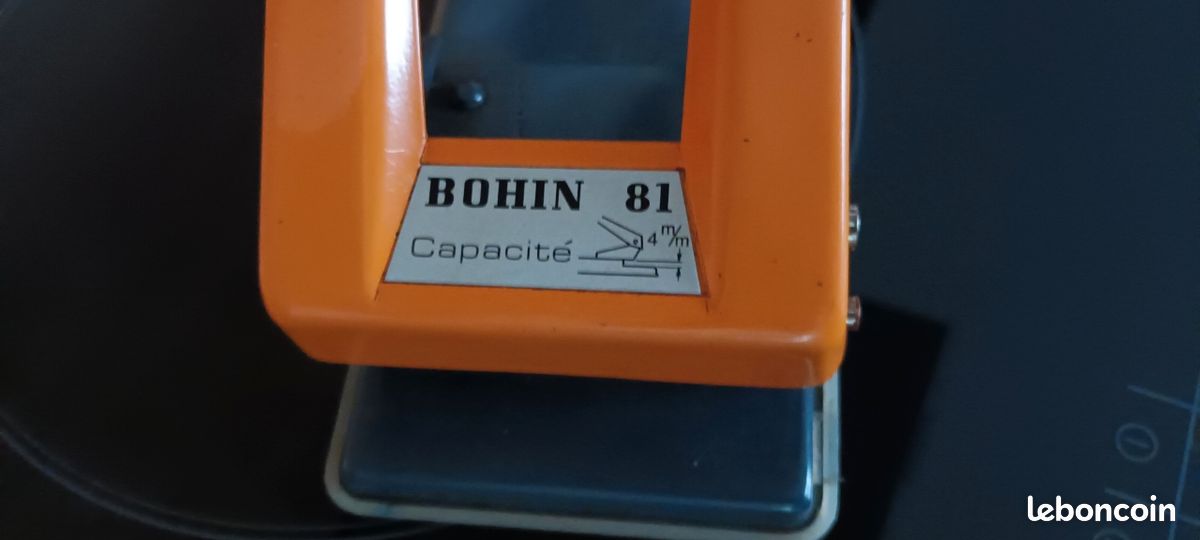 BOHIN 81
Capacité 4 m/m
leboncoin